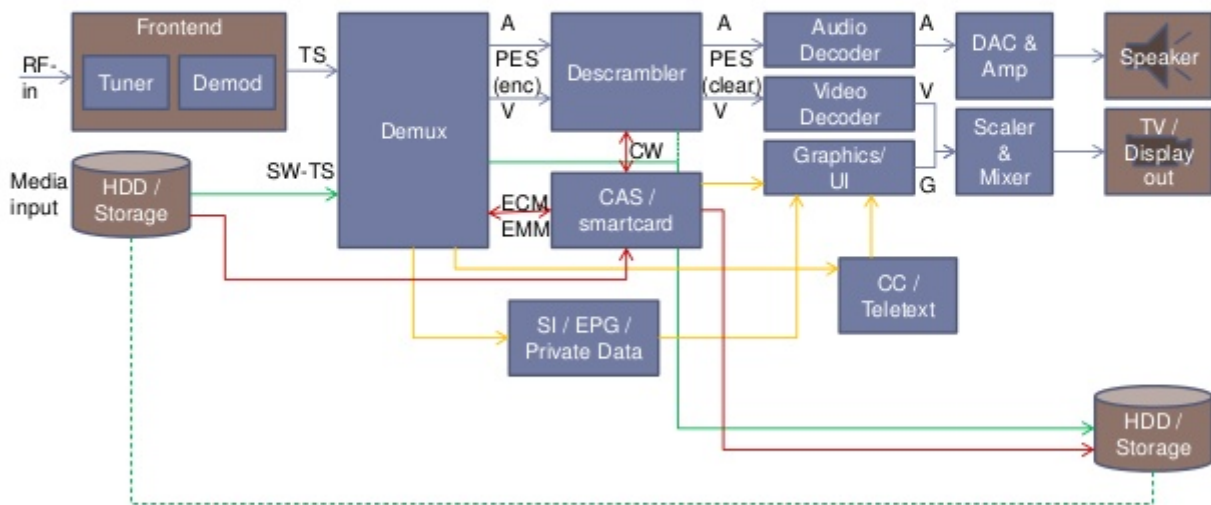 Frontend
RF-
in
Tuner
Demod
TS
Demux
A
PES
(enc)
V
Descrambler
A
PES
(clear)
V
Audio
Decoder
A
DAC &
Amp
Speaker
Video
Decoder
V
Scaler
&
Mixer
TV /
Display
out
Media
input
HDD /
Storage
SW-TS
CW
ECM
EMM
CAS /
smartcard
Graphics/
UI
G
CC /
Teletext
SI / EPG /
Private Data
HDD /
Storage